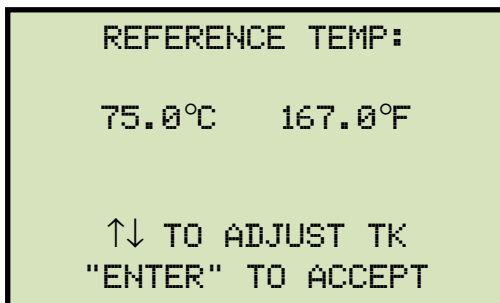 REFERENCE TEMP:
75.0°C 167.0°F
↑↓ TO ADJUST TK
"ENTER" TO ACCEPT